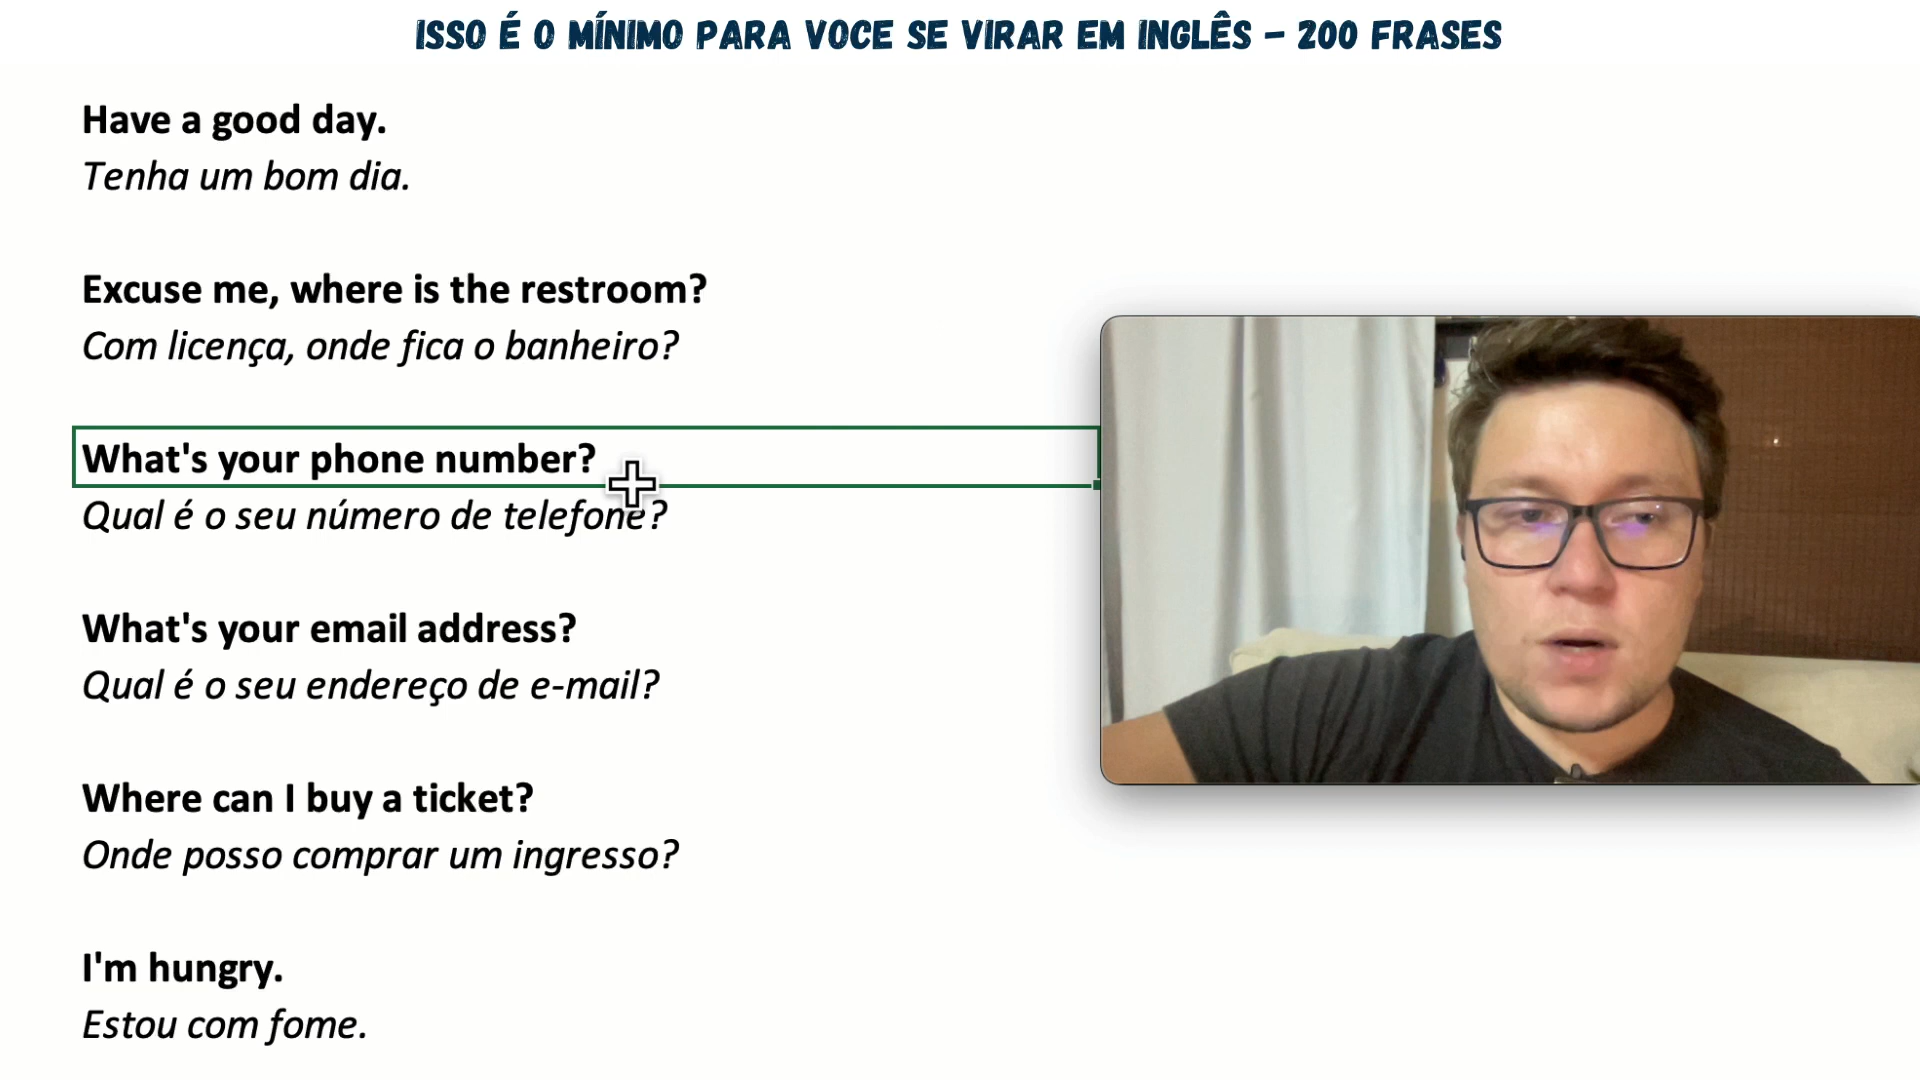 ISSO É O MÍNIMO PARA VOCE SE VIRAR EM INGLÊS – 200 FRASES
Have a good day.
Tenha um bom dia.
Excuse me, where is the restroom?
Com licença, onde fica o banheiro?
What's your phone number?
Qual é o seu número de telefone?
What's your email address?
Qual é o seu endereço de e-mail?
Where can I buy a ticket?
Onde posso comprar um ingresso?
I'm hungry.
Estou com fome.